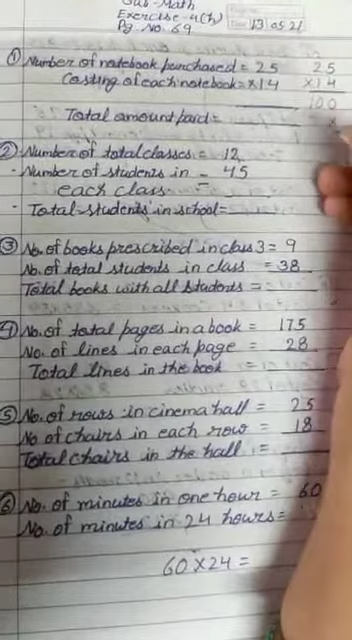 Sub-Math
Exercise-4(h)
Pg. No. 69
13.05.21
① Number of notebook purchased = 25    25
Costing of each notebook = ×14    ×14
100
Total amount paid =    ×
② Number of total classes = 12
Number of students in = 45
each class
Total students in school =
③ No. of books prescribed in class 3 = 9
No. of total students in class = 38
Total books with all students =
④ No. of total pages in a book = 175
No. of lines in each page = 28
Total lines in the book =
⑤ No. of rows in cinema hall = 25
No of chairs in each row = 18
Total chairs in the hall =
⑥ No. of minutes in one hour = 60
No. of minutes in 24 hours =
60×24=